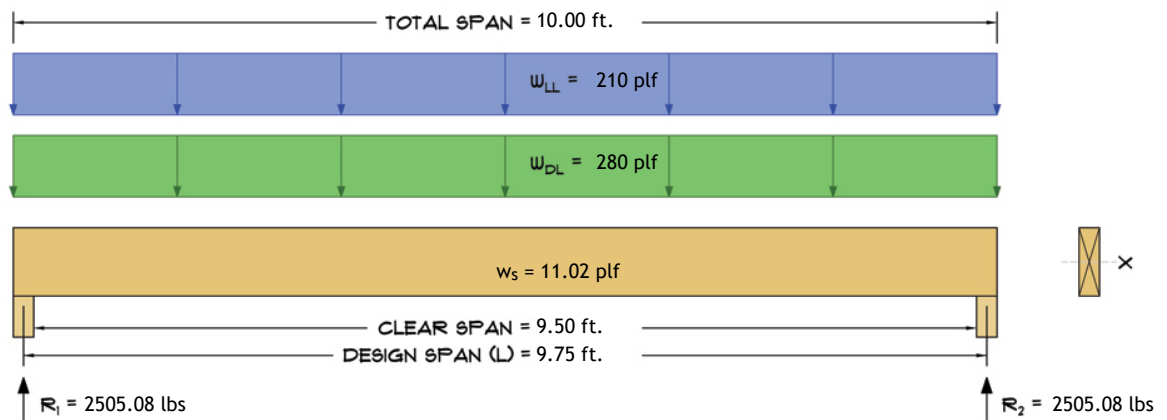 TOTAL SPAN = 10.00 ft.
WLL = 210 plf
WDL = 280 plf
ws = 11.02 plf
X
CLEAR SPAN = 9.50 ft.
DESIGN SPAN (L) = 9.75 ft.
R1 = 2505.08 lbs
R2 = 2505.08 lbs